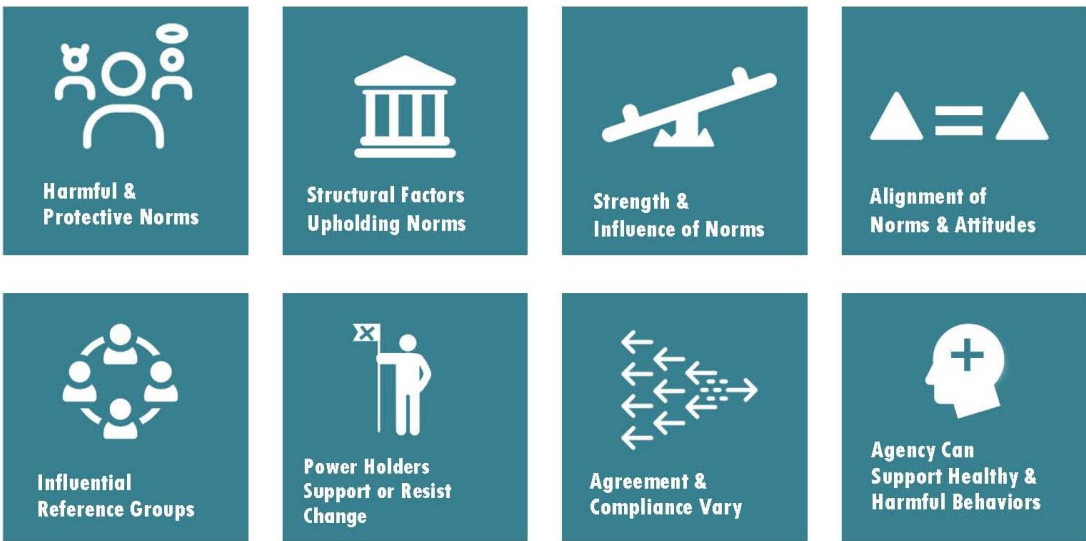 Harmful &
Protective Norms
Structural Factors
Upholding Norms
Strength &
Influence of Norms
Alignment of
Norms & Attitudes
Influential
Reference Groups
Power Holders
Support or Resist
Change
Agreement &
Compliance Vary
Agency Can
Support Healthy &
Harmful Behaviors